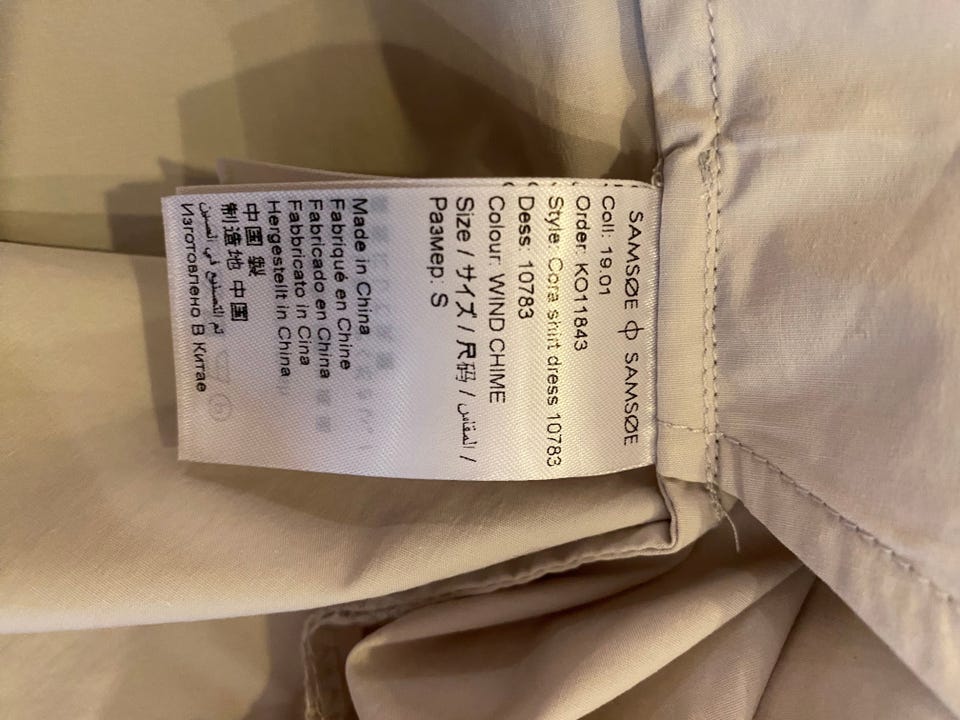 SAMSØE ф SAMSØE
Coll: 19.01
Order: KO11843
Style: Cora shirt dress 10783
Dess: 10783
Colour: WIND CHIME
Size / サイズ / 尺码 / المقاس /
Размер: S
Made in China
Fabriqué en Chine
Fabricado en China
Fabbricato in Cina
Hergestellt in China
中国 製
制造地 中国
تم التصنيع في الصين
Изготовлено В Китае